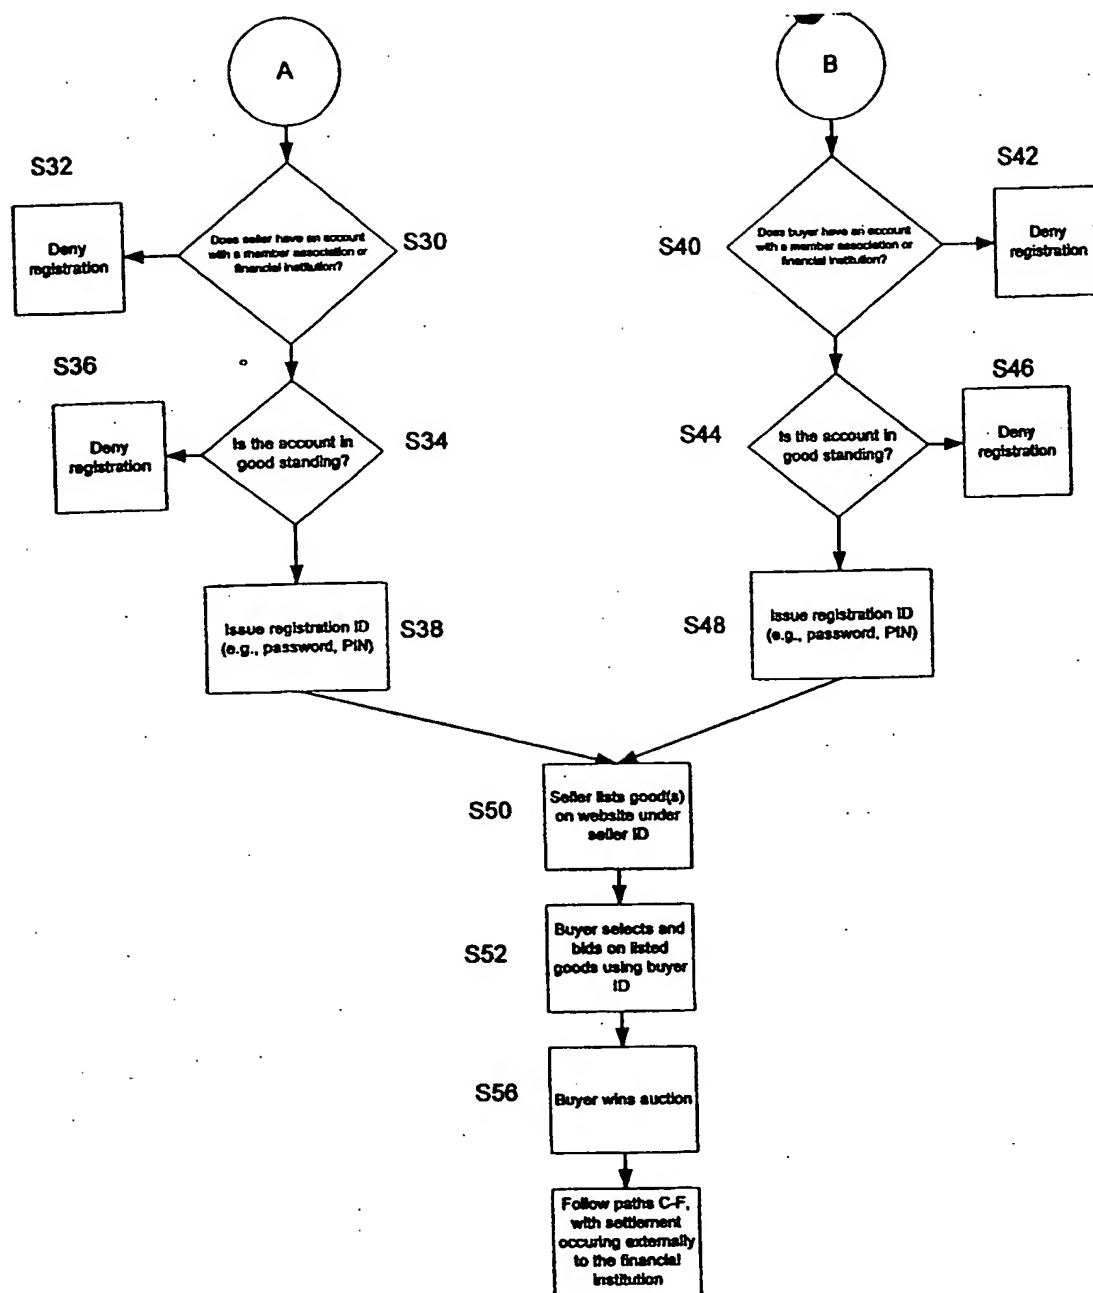 A
B
S32
S42
Deny
registration
Does seller have an account
with a member association or
financial institution?
S30
S40
Does buyer have an account
with a member association or
financial institution?
Deny
registration
S36
S46
Deny
registration
Is the account in
good standing?
S34
S44
Is the account in
good standing?
Deny
registration
Issue registration ID
(e.g., password, PIN)
S38
S48
Issue registration ID
(e.g., password, PIN)
S50
Seller lists good(s)
on website under
seller ID
S52
Buyer selects and
bids on listed
goods using buyer
ID
S56
Buyer wins auction
Follow paths C-F,
with settlement
occuring externally
to the financial
institution